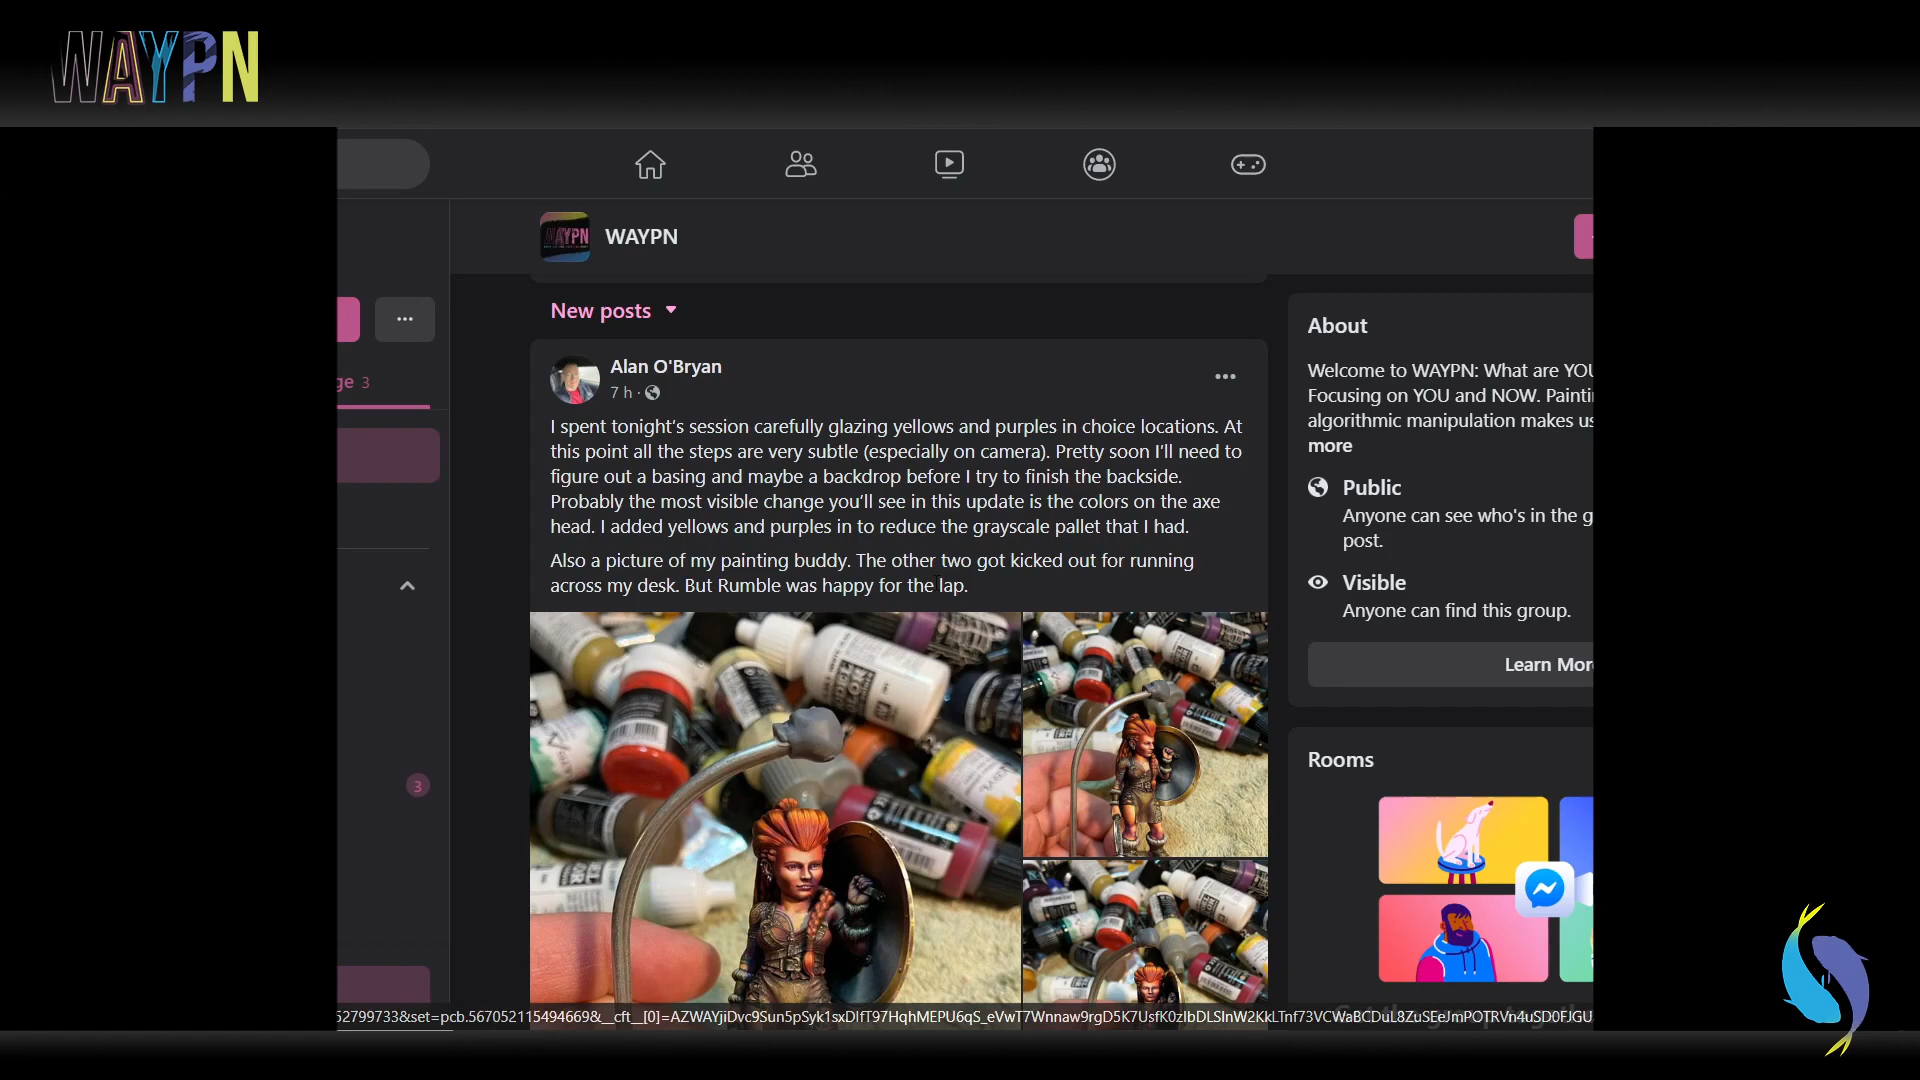 WAYPN
WAYPN
New posts
Alan O'Bryan
7 h ·
I spent tonight's session carefully glazing yellows and purples in choice locations. At
this point all the steps are very subtle (especially on camera). Pretty soon I'll need to
figure out a basing and maybe a backdrop before I try to finish the backside.
Probably the most visible change you'll see in this update is the colors on the axe
head. I added yellows and purples in to reduce the grayscale pallet that I had.
Also a picture of my painting buddy. The other two got kicked out for running
across my desk. But Rumble was happy for the lap.
ge 3
3
About
Welcome to WAYPN: What are YOU
Focusing on YOU and NOW. Painti
algorithmic manipulation makes us
more
Public
Anyone can see who's in the g
post.
Visible
Anyone can find this group.
Learn More
Rooms